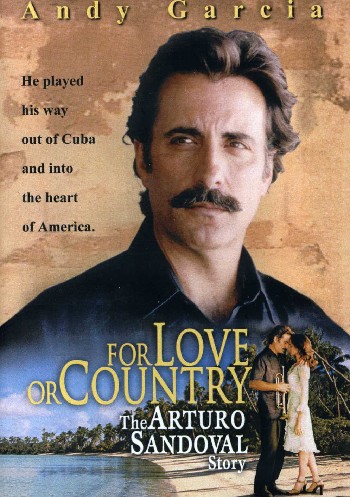 Andy Garcia
He played
his way
out of Cuba
and into
the heart
of America.
FOR LOVE
OR COUNTRY
The ARTURO
SANDOVAL
Story